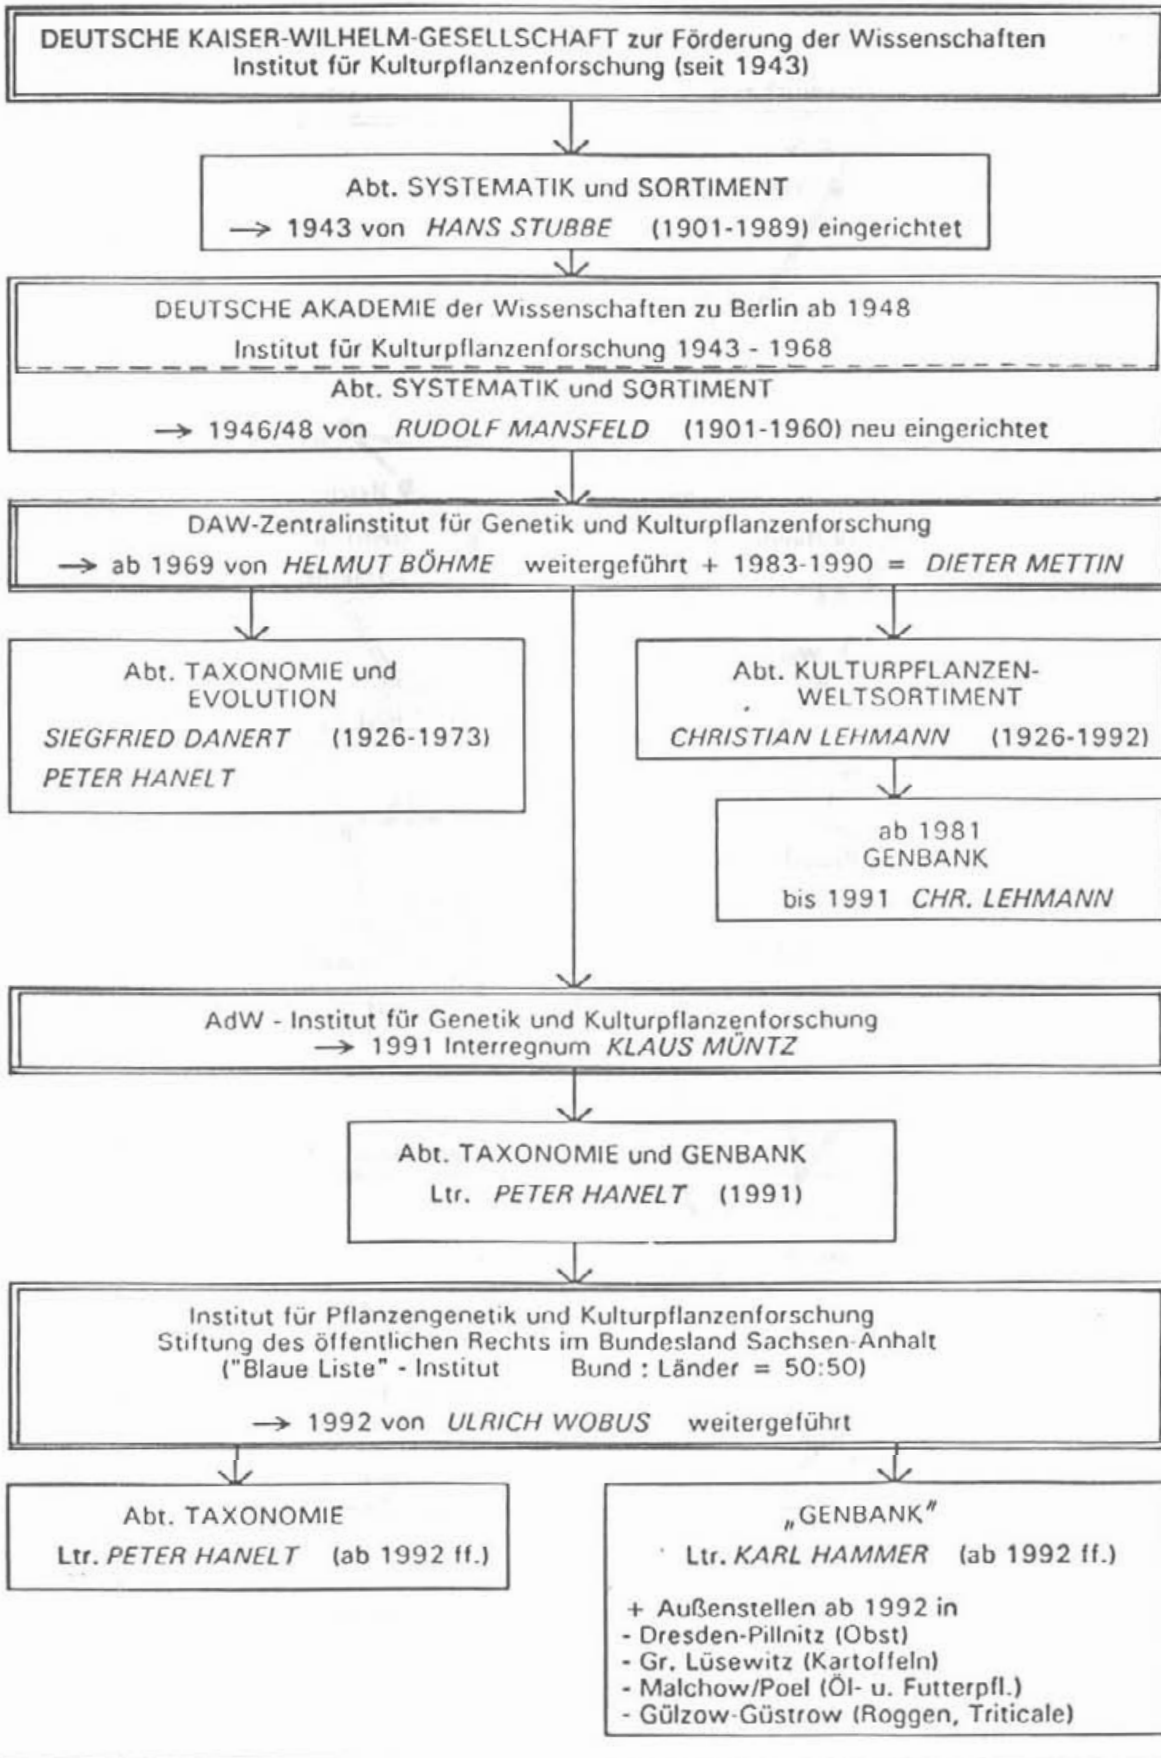 DEUTSCHE KAISER-WILHELM-GESELLSCHAFT zur Förderung der Wissenschaften
Institut für Kulturpflanzenforschung (seit 1943)
Abt. SYSTEMATIK und SORTIMENT
→ 1943 von HANS STUBBE (1901-1989) eingerichtet
DEUTSCHE AKADEMIE der Wissenschaften zu Berlin ab 1948
Institut für Kulturpflanzenforschung 1943 - 1968
Abt. SYSTEMATIK und SORTIMENT
→ 1946/48 von RUDOLF MANSFELD (1901-1960) neu eingerichtet
DAW-Zentralinstitut für Genetik und Kulturpflanzenforschung
→ ab 1969 von HELMUT BÖHME weitergeführt + 1983-1990 = DIETER METTIN
Abt. TAXONOMIE und
EVOLUTION
SIEGFRIED DANERT (1926-1973)
PETER HANELT
Abt. KULTURPFLANZEN-
WELTSORTIMENT
CHRISTIAN LEHMANN (1926-1992)
ab 1981
GENBANK
bis 1991 CHR. LEHMANN
AdW - Institut für Genetik und Kulturpflanzenforschung
→ 1991 Interregnum KLAUS MÜNTZ
Abt. TAXONOMIE und GENBANK
Ltr. PETER HANELT (1991)
Institut für Pflanzengenetik und Kulturpflanzenforschung
Stiftung des öffentlichen Rechts im Bundesland Sachsen-Anhalt
("Blaue Liste" - Institut Bund : Länder = 50:50)
→ 1992 von ULRICH WOBUS weitergeführt
Abt. TAXONOMIE
Ltr. PETER HANELT (ab 1992 ff.)
„GENBANK"
Ltr. KARL HAMMER (ab 1992 ff.)
+ Außenstellen ab 1992 in
- Dresden-Pillnitz (Obst)
- Gr. Lüsewitz (Kartoffeln)
- Malchow/Poel (Öl- u. Futterpfl.)
- Gülzow-Güstrow (Roggen, Triticale)